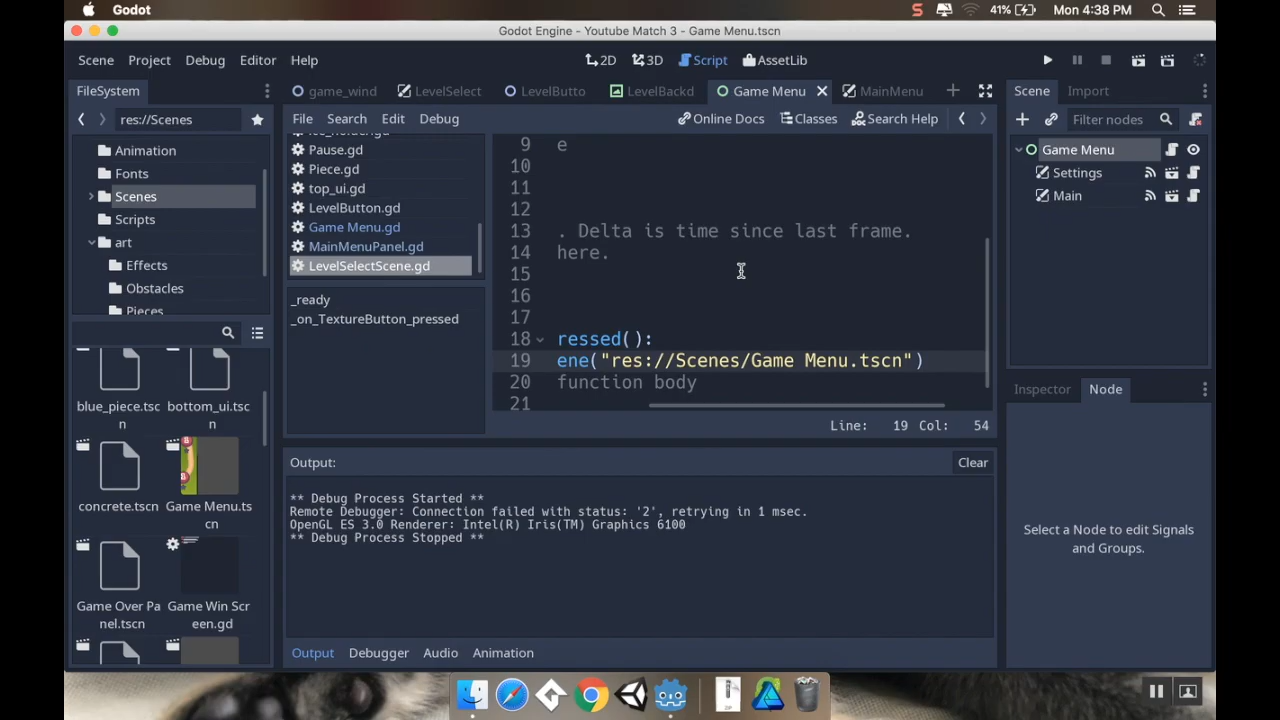 Godot
41%
Mon 4:38 PM
Godot Engine - Youtube Match 3 - Game Menu.tscn
Scene Project Debug Editor Help
2D 3D Script AssetLib
FileSystem
game_wind LevelSelect LevelButto LevelBackd Game Menu MainMenu
Scene Import
res://Scenes
File Search Edit Debug
Online Docs Classes Search Help
Filter nodes
Animation
Fonts
Scenes
Scripts
art
Effects
Obstacles
Pieces
Pause.gd
Piece.gd
top_ui.gd
LevelButton.gd
Game Menu.gd
MainMenuPanel.gd
LevelSelectScene.gd
_ready
_on_TextureButton_pressed
9 e
10
11
12
13 . Delta is time since last frame.
14 here.
15
16
17
18 ressed():
19 ene("res://Scenes/Game Menu.tscn")
20 function body
21
Line: 19 Col: 54
Game Menu
Settings
Main
Inspector Node
Select a Node to edit Signals
and Groups.
blue_piece.tsc
n
bottom_ui.tsc
n
concrete.tscn
Game Menu.ts
cn
Game Over Pa
nel.tscn
Game Win Scr
een.gd
Output:
Clear
** Debug Process Started **
Remote Debugger: Connection failed with status: '2', retrying in 1 msec.
OpenGL ES 3.0 Renderer: Intel(R) Iris(TM) Graphics 6100
** Debug Process Stopped **
Output Debugger Audio Animation